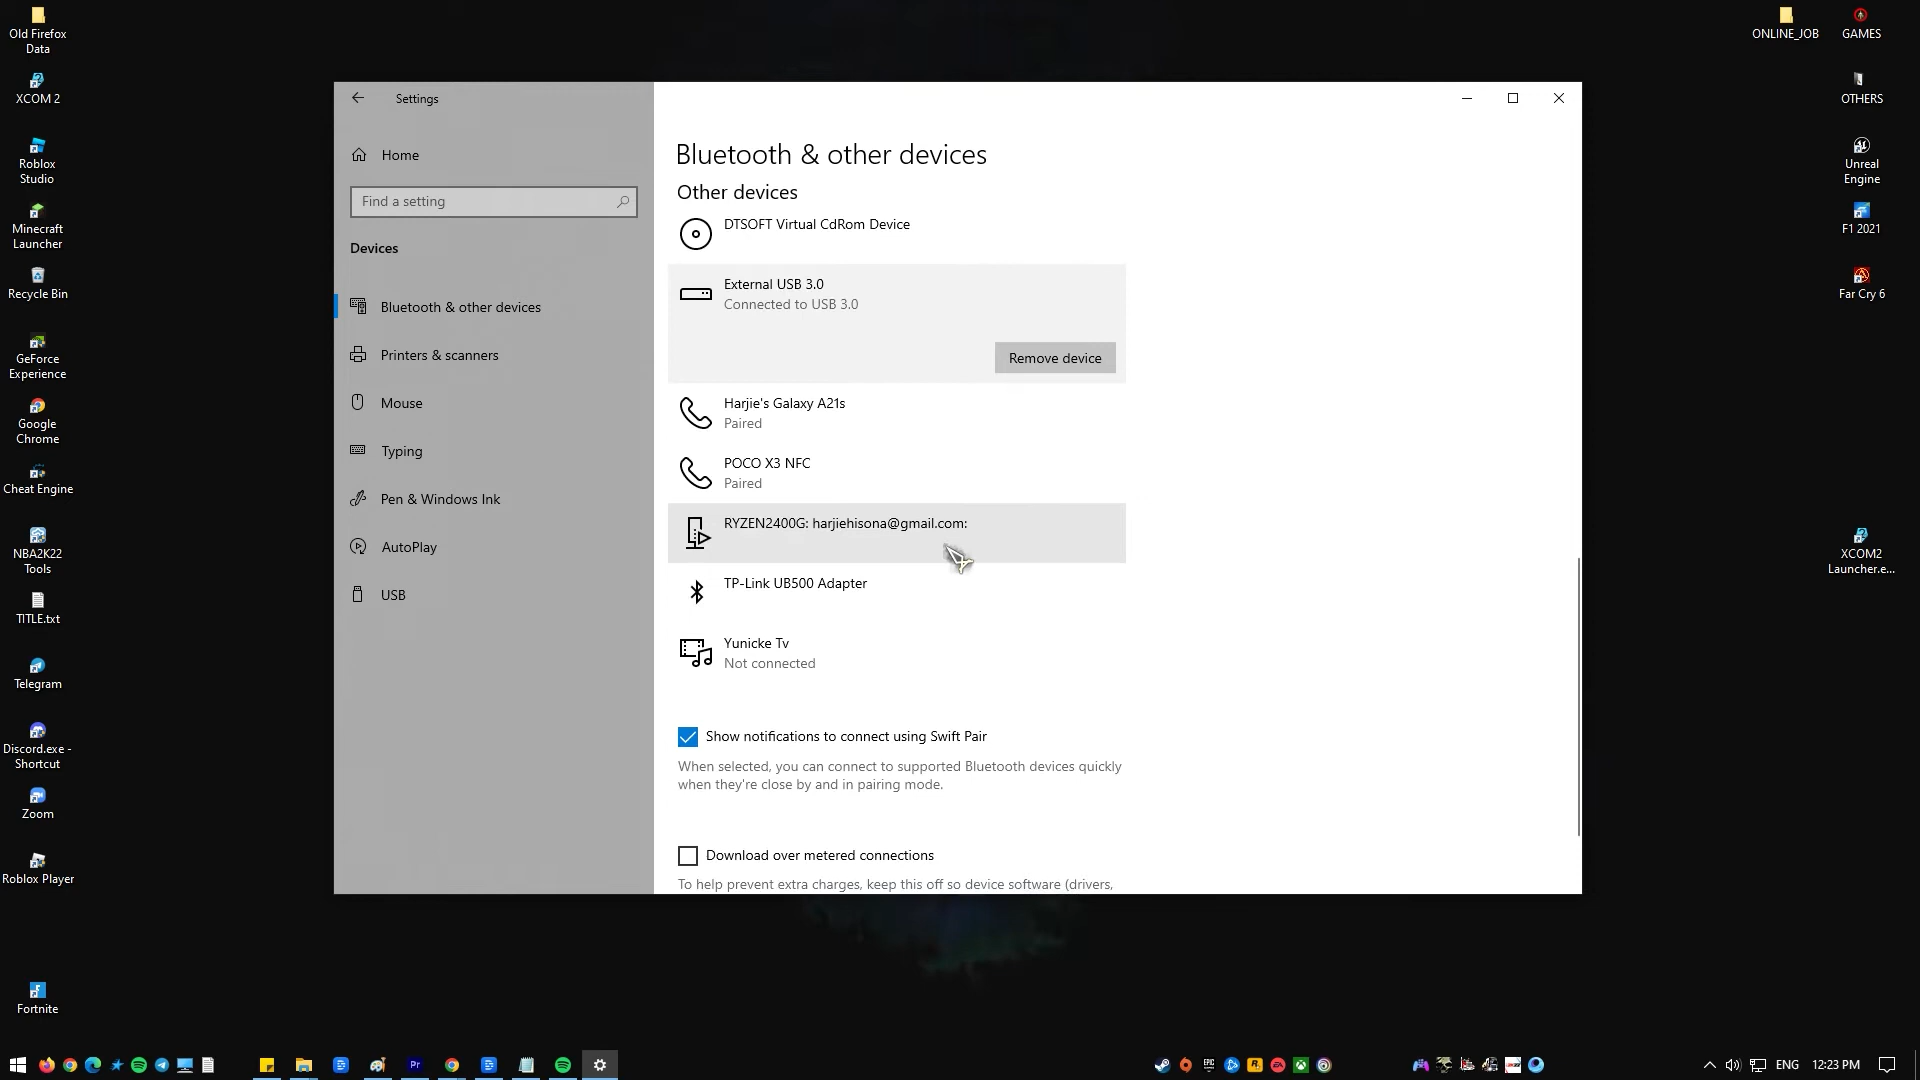 Old Firefox
Data
XCOM 2
Roblox
Studio
Minecraft
Launcher
Recycle Bin
GeForce
Experience
Google
Chrome
Cheat Engine
NBA2K22
Tools
TITLE.txt
Telegram
Discord.exe -
Shortcut
Zoom
Roblox Player
Fortnite
Settings
Home
Find a setting
Devices
Bluetooth & other devices
Printers & scanners
Mouse
Typing
Pen & Windows Ink
AutoPlay
USB
Bluetooth & other devices
Other devices
DTSOFT Virtual CdRom Device
External USB 3.0
Connected to USB 3.0
Remove device
Harjie's Galaxy A21s
Paired
POCO X3 NFC
Paired
RYZEN2400G: harjiehisona@gmail.com:
TP-Link UB500 Adapter
Yunicke Tv
Not connected
Show notifications to connect using Swift Pair
When selected, you can connect to supported Bluetooth devices quickly
when they're close by and in pairing mode.
Download over metered connections
To help prevent extra charges, keep this off so device software (drivers,
ONLINE_JOB
GAMES
OTHERS
Unreal
Engine
F1 2021
Far Cry 6
XCOM2
Launcher.e...
Pr
EPIC
EA
ENG
12:23 PM